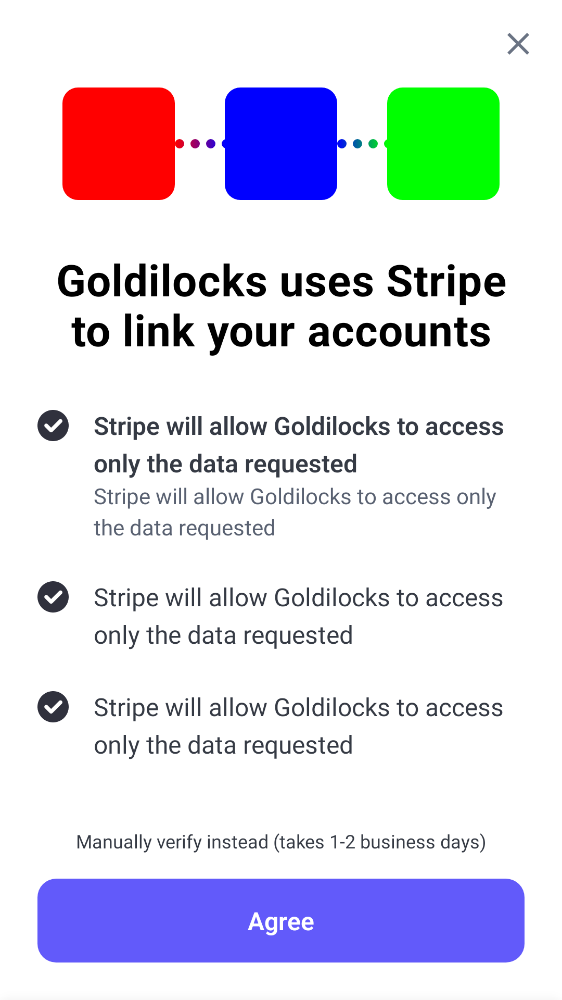 Goldilocks uses Stripe
to link your accounts
Stripe will allow Goldilocks to access
only the data requested
Stripe will allow Goldilocks to access only
the data requested
Stripe will allow Goldilocks to access
only the data requested
Stripe will allow Goldilocks to access
only the data requested
Manually verify instead (takes 1-2 business days)
Agree